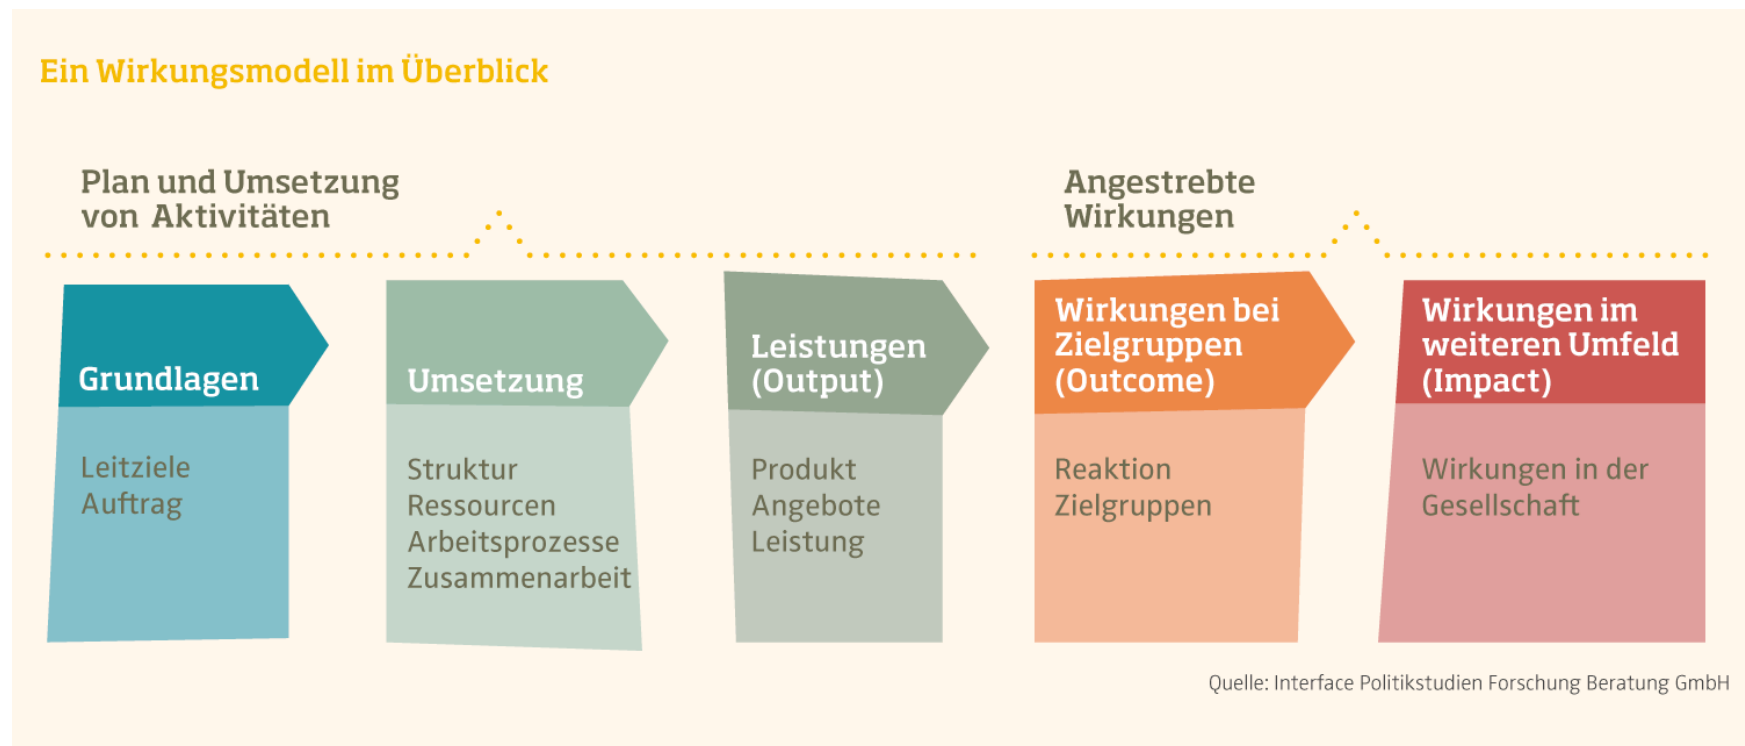 Ein Wirkungsmodell im Überblick
Plan und Umsetzung
von Aktivitäten
Angestrebte
Wirkungen
Grundlagen
Leitziele
Auftrag
Umsetzung
Struktur
Ressourcen
Arbeitsprozesse
Zusammenarbeit
Leistungen
(Output)
Produkt
Angebote
Leistung
Wirkungen bei
Zielgruppen
(Outcome)
Reaktion
Zielgruppen
Wirkungen im
weiteren Umfeld
(Impact)
Wirkungen in der
Gesellschaft
Quelle: Interface Politikstudien Forschung Beratung GmbH